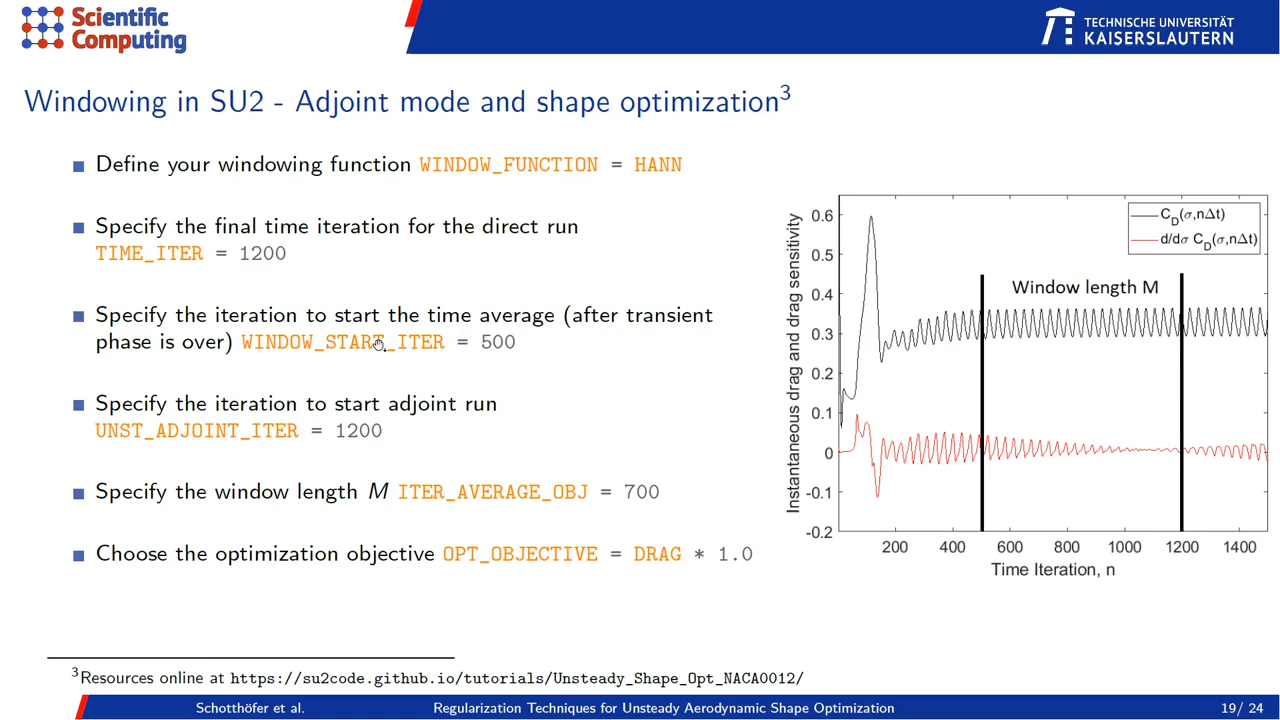 Scientific
Computing
TECHNISCHE UNIVERSITÄT
KAISERSLAUTERN
Windowing in SU2 - Adjoint mode and shape optimization³
Define your windowing function WINDOW_FUNCTION = HANN
Specify the final time iteration for the direct run
TIME_ITER = 1200
Specify the iteration to start the time average (after transient
phase is over) WINDOW_START_ITER = 500
Specify the iteration to start adjoint run
UNST_ADJOINT_ITER = 1200
Specify the window length M ITER_AVERAGE_OBJ = 700
Choose the optimization objective OPT_OBJECTIVE = DRAG * 1.0
Instantaneous drag and drag sensitivity
0.6
0.5
0.4
0.3
0.2
0.1
0
-0.1
-0.2
C_D(σ,nΔt)
d/dσ C_D(σ,nΔt)
Window length M
200 400 600 800 1000 1200 1400
Time Iteration, n
³Resources online at https://su2code.github.io/tutorials/Unsteady_Shape_Opt_NACA0012/
Schotthöfer et al. Regularization Techniques for Unsteady Aerodynamic Shape Optimization 19/ 24